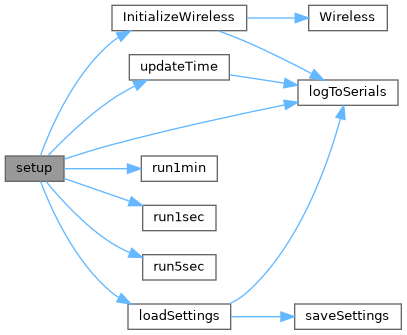 InitializeWireless
Wireless
updateTime
logToSerials
setup
run1min
run1sec
run5sec
loadSettings
saveSettings